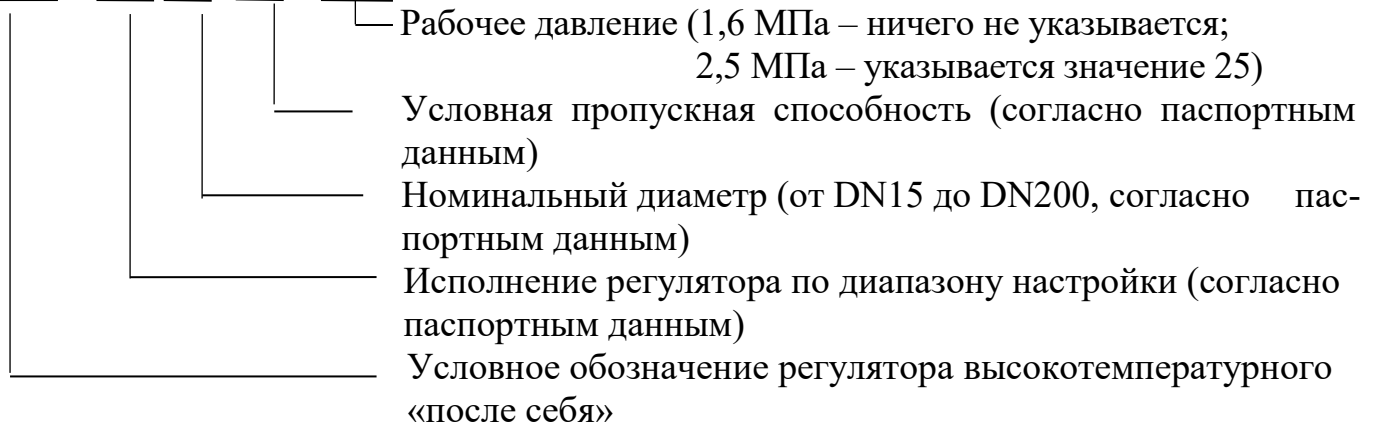 Рабочее давление (1,6 МПа – ничего не указывается;
2,5 МПа – указывается значение 25)
Условная пропускная способность (согласно паспортным
данным)
Номинальный диаметр (от DN15 до DN200, согласно пас-
портным данным)
Исполнение регулятора по диапазону настройки (согласно
паспортным данным)
Условное обозначение регулятора высокотемпературного
«после себя»